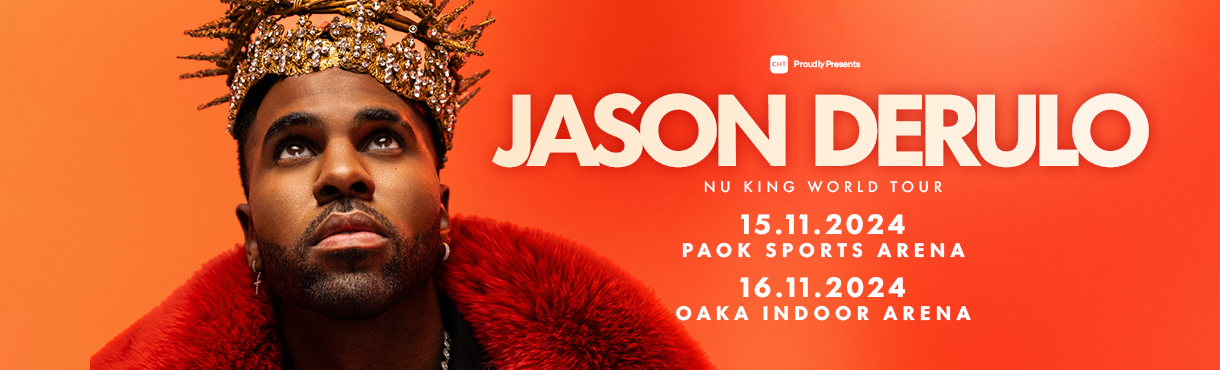 CHT Proudly Presents
JASON DERULO
NU KING WORLD TOUR
15.11.2024
PAOK SPORTS ARENA
16.11.2024
OAKA INDOOR ARENA